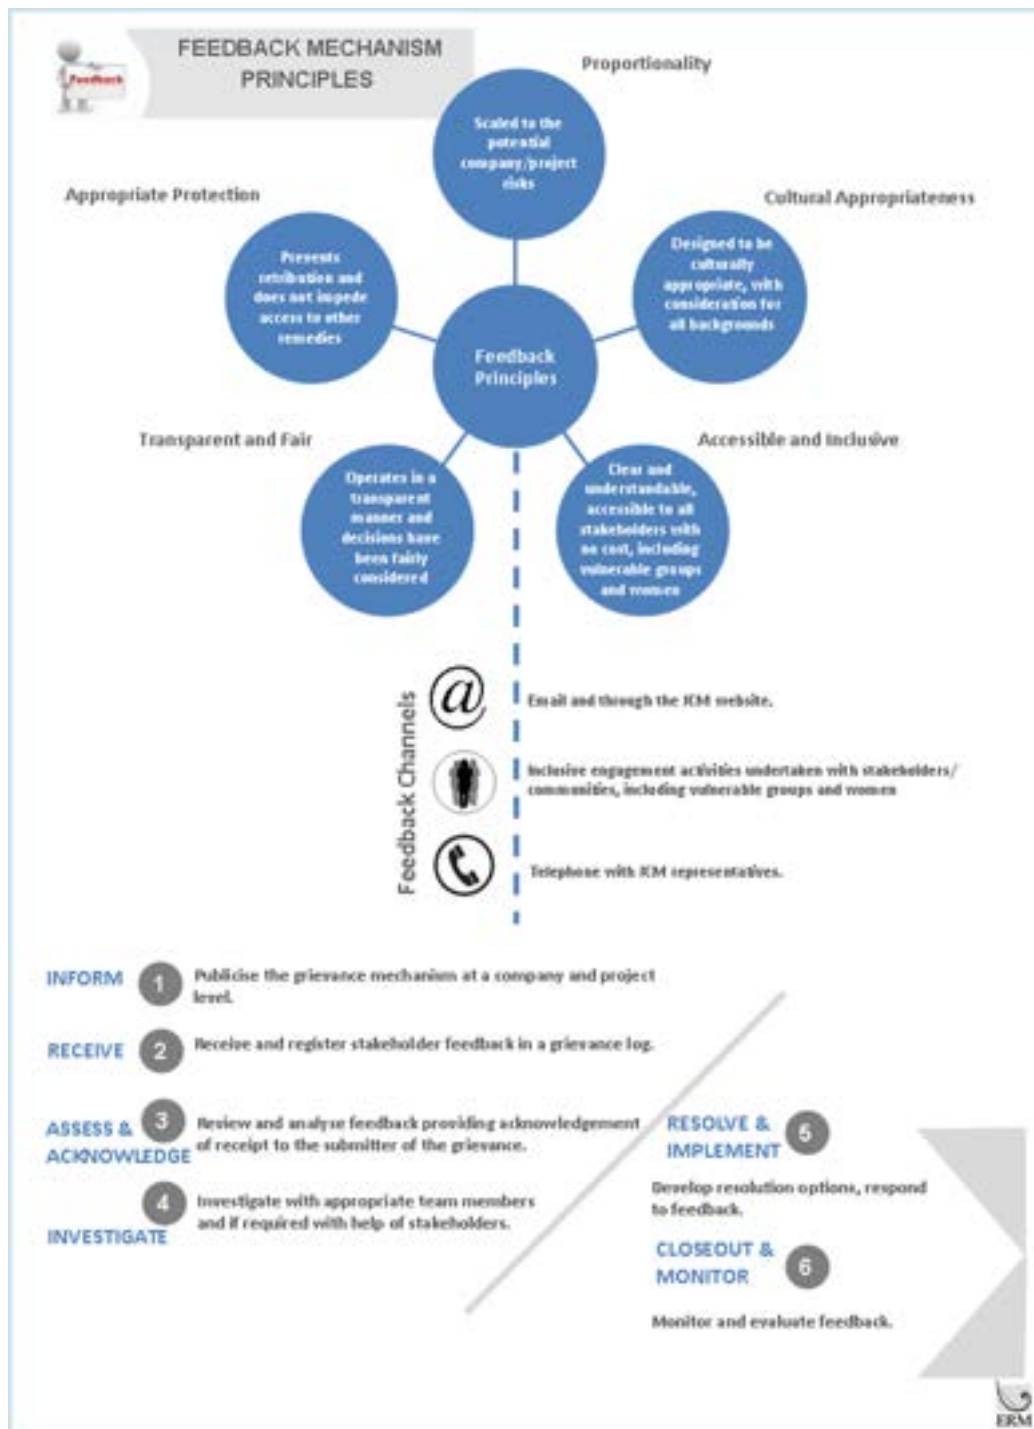 FEEDBACK MECHANISM
PRINCIPLES
Feedback
Proportionality
Scaled to the
potential
company/project
risks
Appropriate Protection
Prevents
retribution and
does not impede
access to other
remedies
Cultural Appropriateness
Designed to be
culturally
appropriate, with
consideration for
all backgrounds
Feedback
Principles
Transparent and Fair
Operates in a
transparent
manner and
decisions have
been fairly
considered
Accessible and Inclusive
Clear and
understandable,
accessible to all
stakeholders with
no cost, including
vulnerable groups
and women
Feedback Channels
@
Email and through the JCM website.
Inclusive engagement activities undertaken with stakeholders/
communities, including vulnerable groups and women
Telephone with JCM representatives.
INFORM
1
Publicise the grievance mechanism at a company and project
level.
RECEIVE
2
Receive and register stakeholder feedback in a grievance log.
ASSESS &
ACKNOWLEDGE
3
Review and analyse feedback providing acknowledgement
of receipt to the submitter of the grievance.
INVESTIGATE
4
Investigate with appropriate team members
and if required with help of stakeholders.
RESOLVE &
IMPLEMENT
5
Develop resolution options, respond
to feedback.
CLOSEOUT &
MONITOR
6
Monitor and evaluate feedback.
ERM